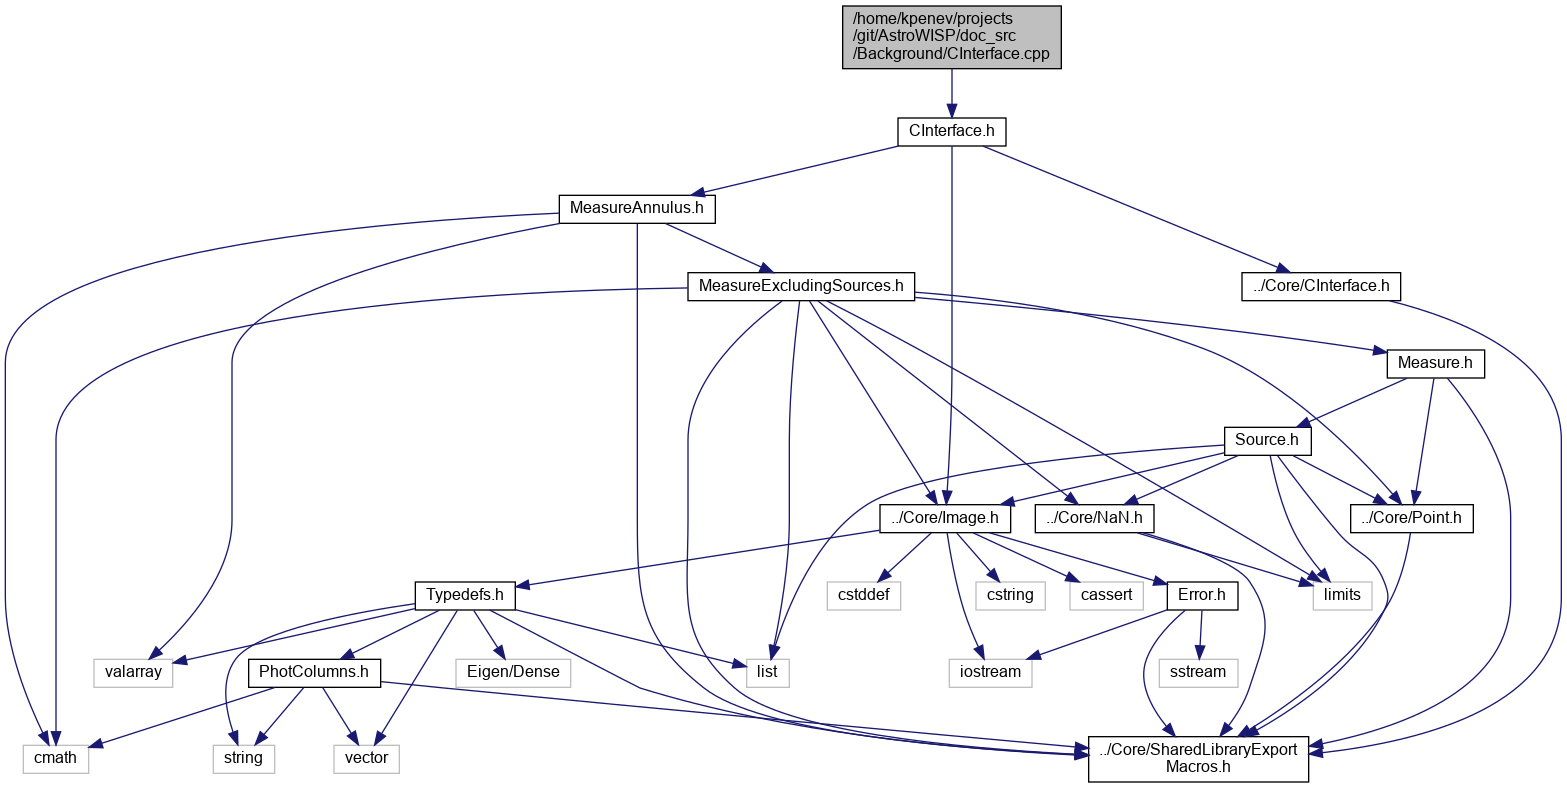 /home/kpenev/projects
/git/AstroWISP/doc_src
/Background/CInterface.cpp
CInterface.h
MeasureAnnulus.h
MeasureExcludingSources.h
../Core/CInterface.h
Measure.h
Source.h
../Core/Image.h
../Core/NaN.h
../Core/Point.h
Typedefs.h
cstddef
cstring
cassert
Error.h
limits
valarray
PhotColumns.h
Eigen/Dense
list
iostream
sstream
cmath
string
vector
../Core/SharedLibraryExport
Macros.h